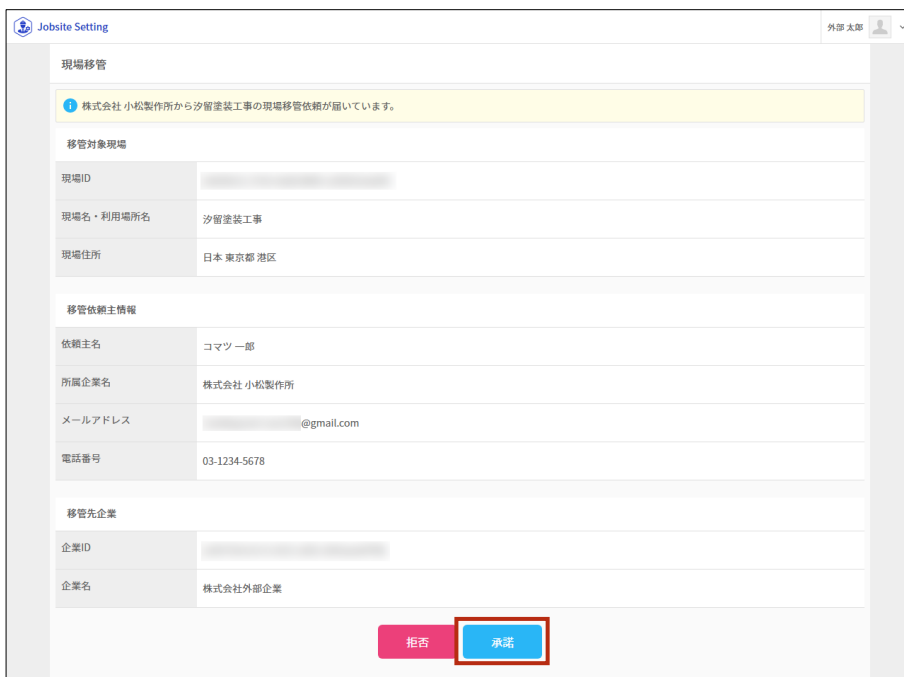 Jobsite Setting
外部 太郎
現場移管
株式会社 小松製作所から汐留塗装工事の現場移管依頼が届いています。
移管対象現場
現場ID
現場名・利用場所名 汐留塗装工事
現場住所 日本 東京都 港区
移管依頼主情報
依頼主名 コマツ 一郎
所属企業名 株式会社 小松製作所
メールアドレス @gmail.com
電話番号 03-1234-5678
移管先企業
企業ID
企業名 株式会社外部企業
拒否 承諾